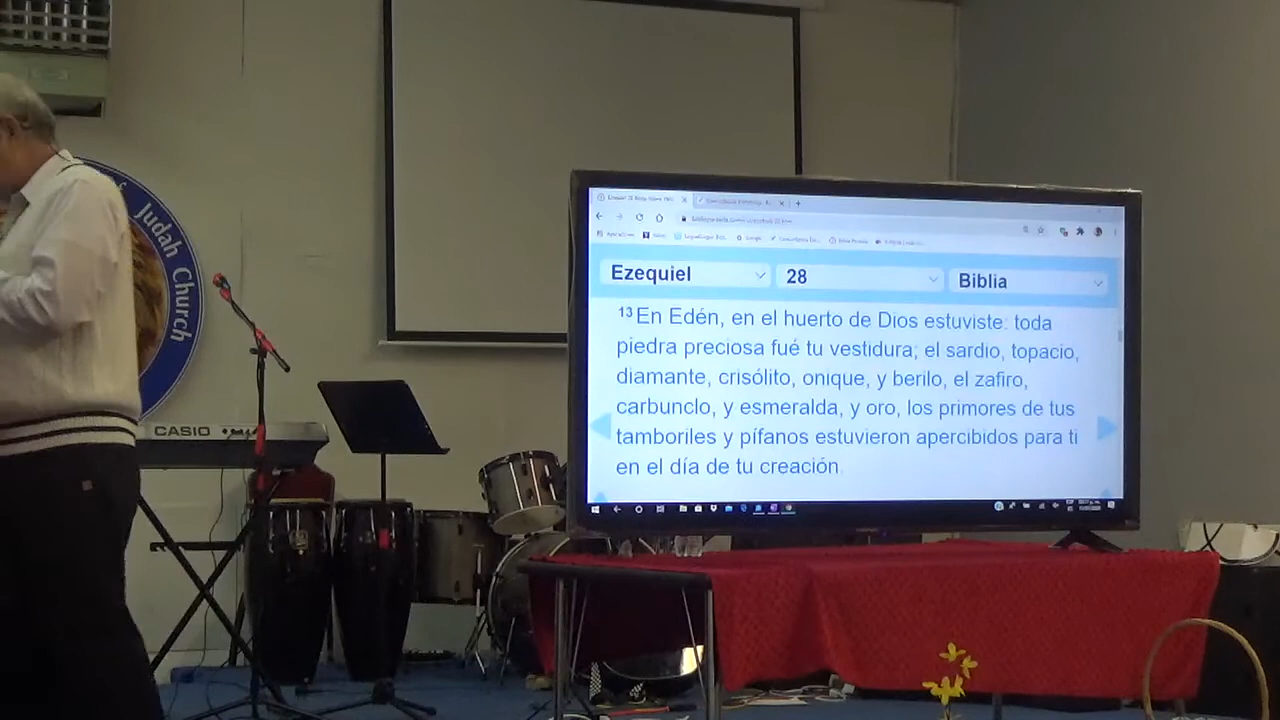 of Judah Church
CASIO
Ezequiel
28
Biblia
13 En Edén, en el huerto de Dios estuviste: toda
piedra preciosa fué tu vestidura; el sardio, topacio,
diamante, crisólito, onique, y berilo, el zafiro,
carbunclo, y esmeralda, y oro, los primores de tus
tamboriles y pífanos estuvieron apercibidos para ti
en el día de tu creación.